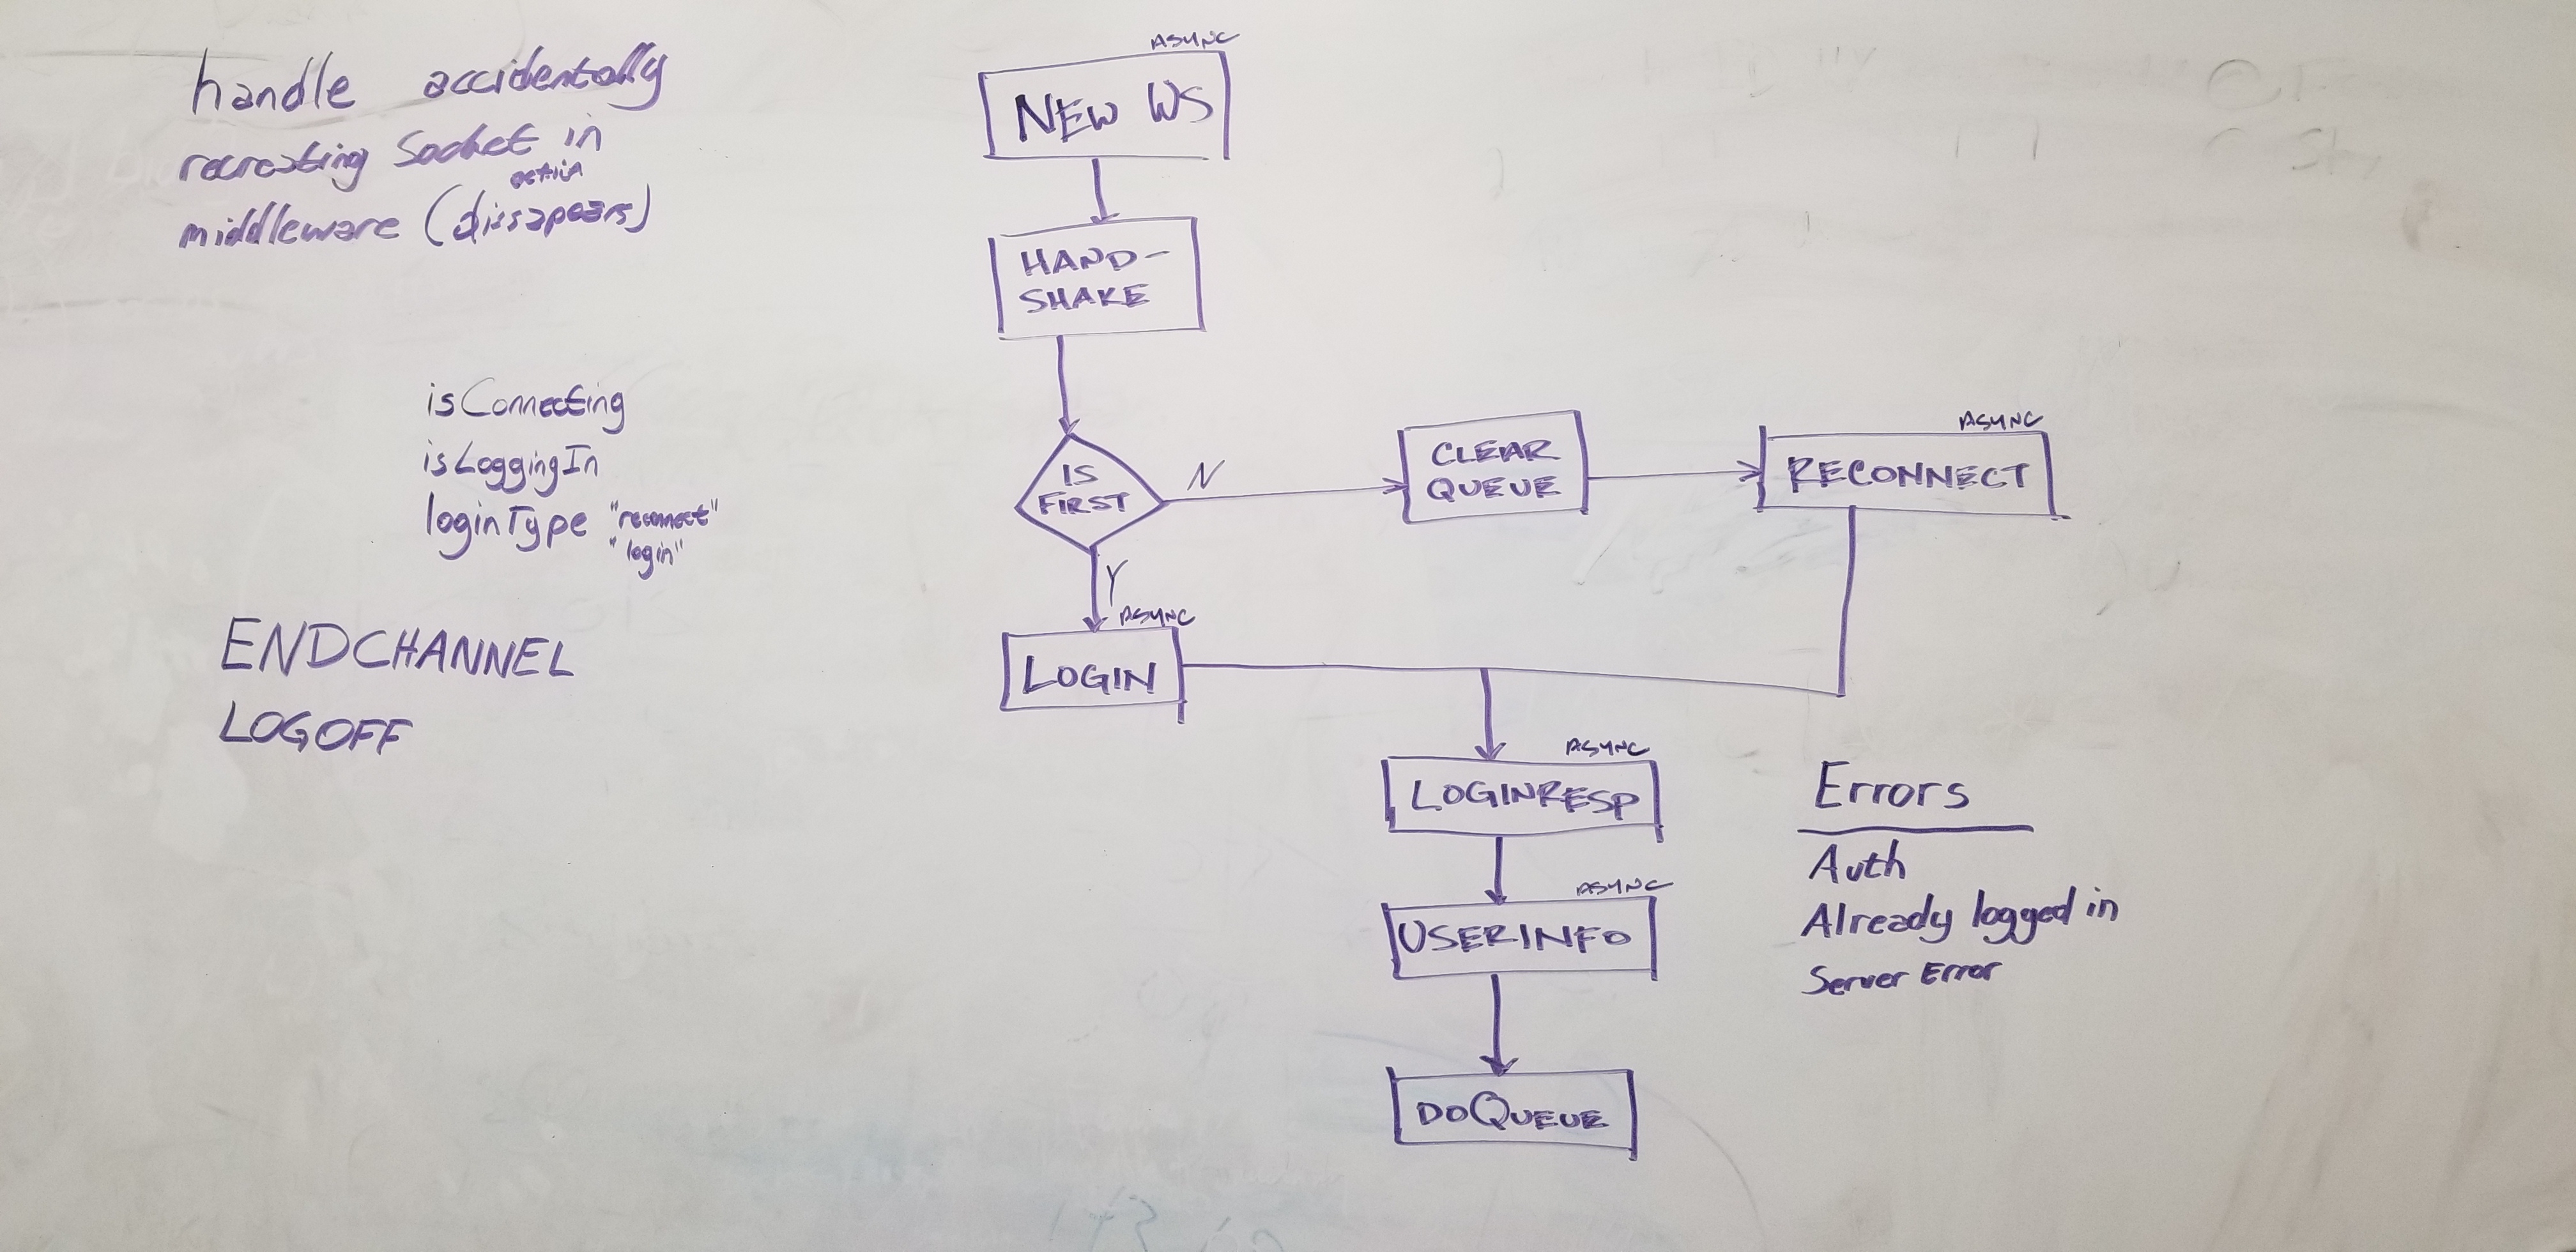 handle accidentally
recreating Socket in
action
middleware (dissapears)
isConnecting
isLoggingIn
loginType "reconnect"
"login"
ENDCHANNEL
LOGOFF
ASYNC
NEW WS
HAND-
SHAKE
IS
FIRST
N
CLEAR
QUEUE
ASYNC
RECONNECT
Y
ASYNC
LOGIN
ASYNC
LOGINRESP
ASYNC
USERINFO
DOQUEUE
Errors
Auth
Already logged in
Server Error